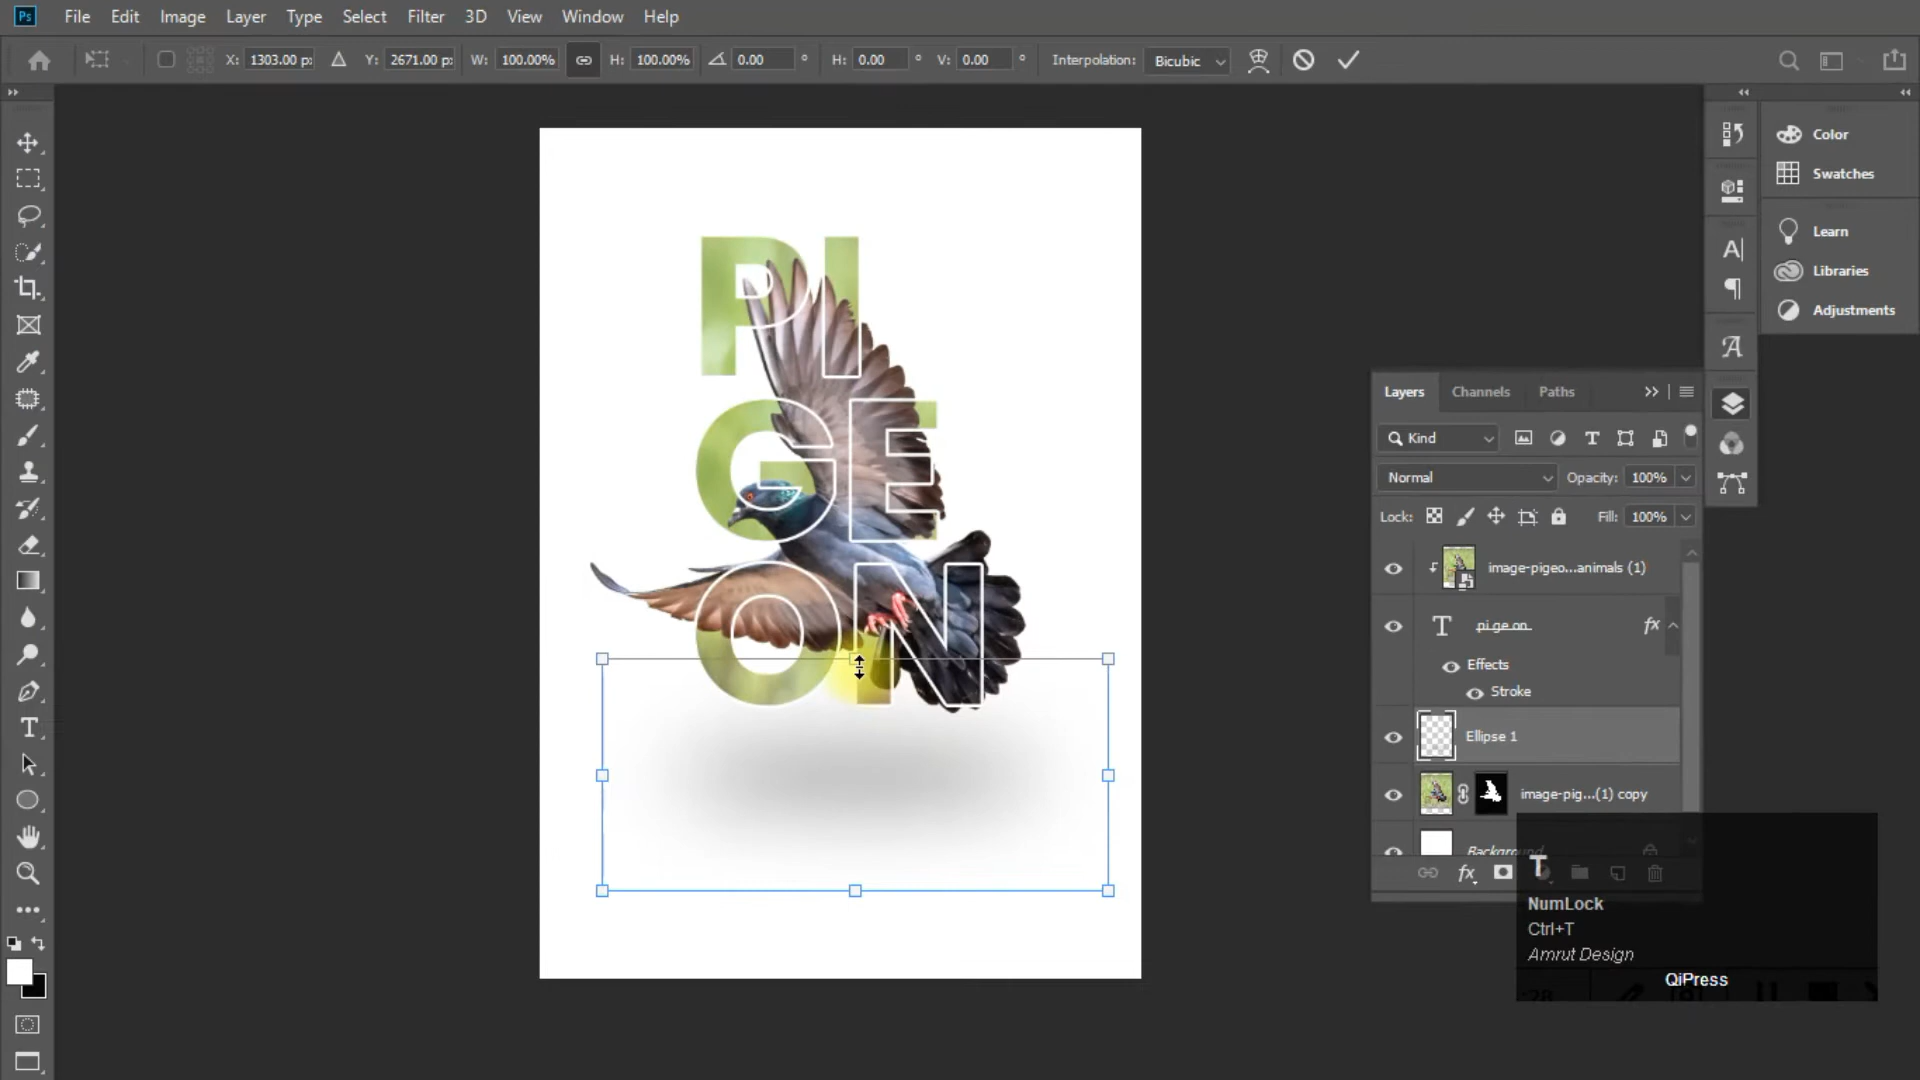 Ps File Edit Image Layer Type Select Filter 3D View Window Help
X: 1303.00 p: Y: 2671.00 p: W: 100.00% H: 100.00% 0.00 ° H: 0.00 ° V: 0.00 ° Interpolation: Bicubic
Color
Swatches
Learn
Libraries
Adjustments
PI
GE
ON
Layers Channels Paths
Kind
Normal Opacity: 100%
Lock: Fill: 100%
image-pigeo...animals (1)
pi ge on fx
Effects
Stroke
Ellipse 1
image-pig...(1) copy
Background
fx
T
NumLock
Ctrl+T
Amrut Design
QiPress